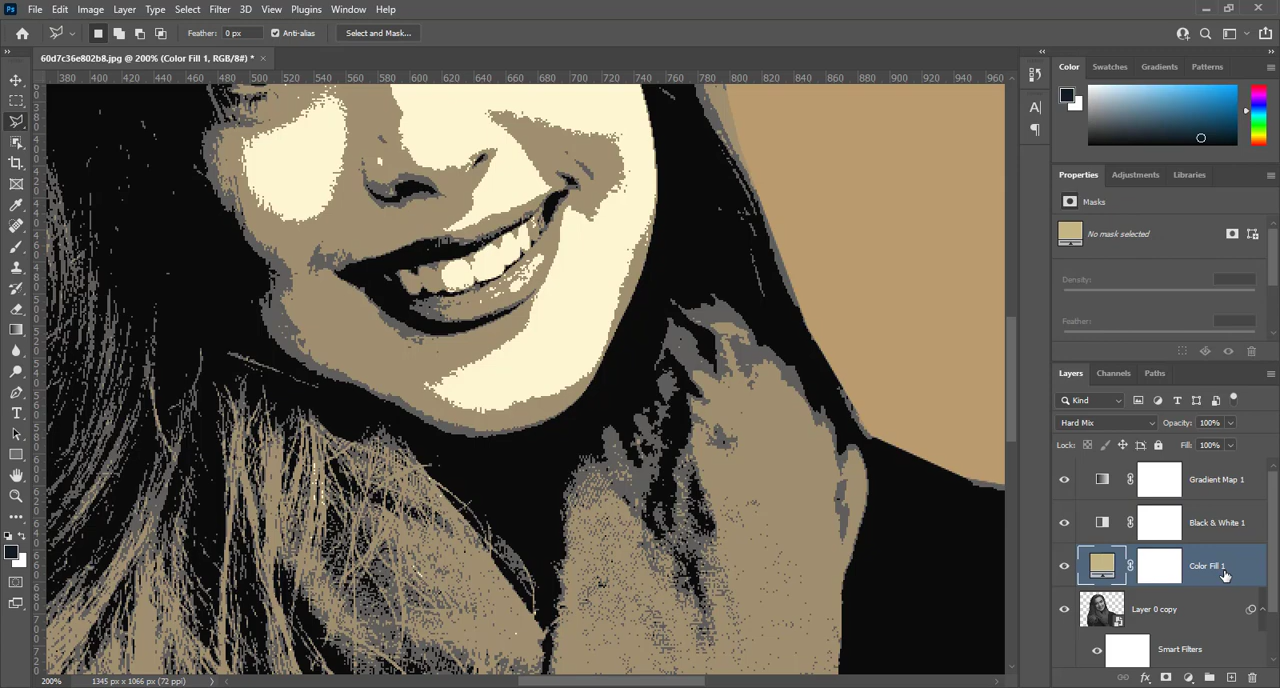 Ps File Edit Image Layer Type Select Filter 3D View Plugins Window Help
Feather: 0 px Anti-alias Select and Mask...
60d7c36e802b8.jpg @ 200% (Color Fill 1, RGB/8#) * ×
380 400 420 440 460 480 500 520 540 560 580 600 620 640 660 680 700 720 740 760 780 800 820 840 860 880 900 920 940 960
Color Swatches Gradients Patterns
Properties Adjustments Libraries
Masks
No mask selected
Density:
Feather:
Layers Channels Paths
Kind
Hard Mix Opacity: 100%
Lock: Fill: 100%
Gradient Map 1
Black & White 1
Color Fill 1
Layer 0 copy
Smart Filters
200% 1345 px x 1066 px (72 ppi)